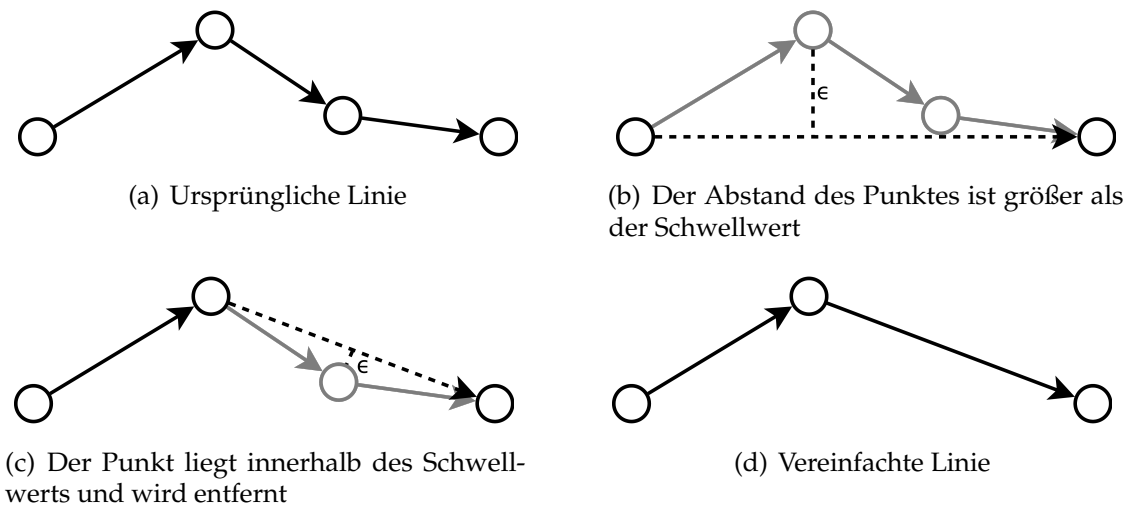 ϵ
(a) Ursprüngliche Linie
(b) Der Abstand des Punktes ist größer als
der Schwellwert
ϵ
(c) Der Punkt liegt innerhalb des Schwell-
werts und wird entfernt
(d) Vereinfachte Linie